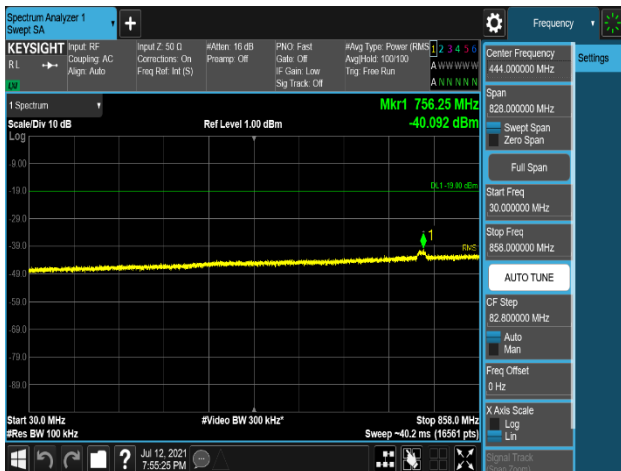 Spectrum Analyzer 1
Swept SA
Frequency
KEYSIGHT
RL
Input: RF
Coupling: AC
Align: Auto
Input Z: 50 Ω
Corrections: On
Freq Ref: Int (S)
#Atten: 16 dB
Preamp: Off
PNO: Fast
Gate: Off
IF Gain: Low
Sig Track: Off
#Avg Type: Power (RMS
Avg|Hold: 100/100
Trig: Free Run
1 2 3 4 5 6
A W W W W W
A N N N N N
1 Spectrum
Scale/Div 10 dB
Log
Ref Level 1.00 dBm
Mkr1 756.25 MHz
-40.092 dBm
-9.00
-19.0
-29.0
-39.0
-49.0
-59.0
-69.0
-79.0
-89.0
DL1 -19.00 dBm
1
RMS
Start 30.0 MHz
#Res BW 100 kHz
#Video BW 300 kHz*
Stop 858.0 MHz
Sweep ~40.2 ms (16561 pts)
Center Frequency
444.000000 MHz
Settings
Span
828.000000 MHz
Swept Span
Zero Span
Full Span
Start Freq
30.000000 MHz
Stop Freq
858.000000 MHz
AUTO TUNE
CF Step
82.800000 MHz
Auto
Man
Freq Offset
0 Hz
X Axis Scale
Log
Lin
Signal Track
(Span Zoom)
Jul 12, 2021
7:55:25 PM